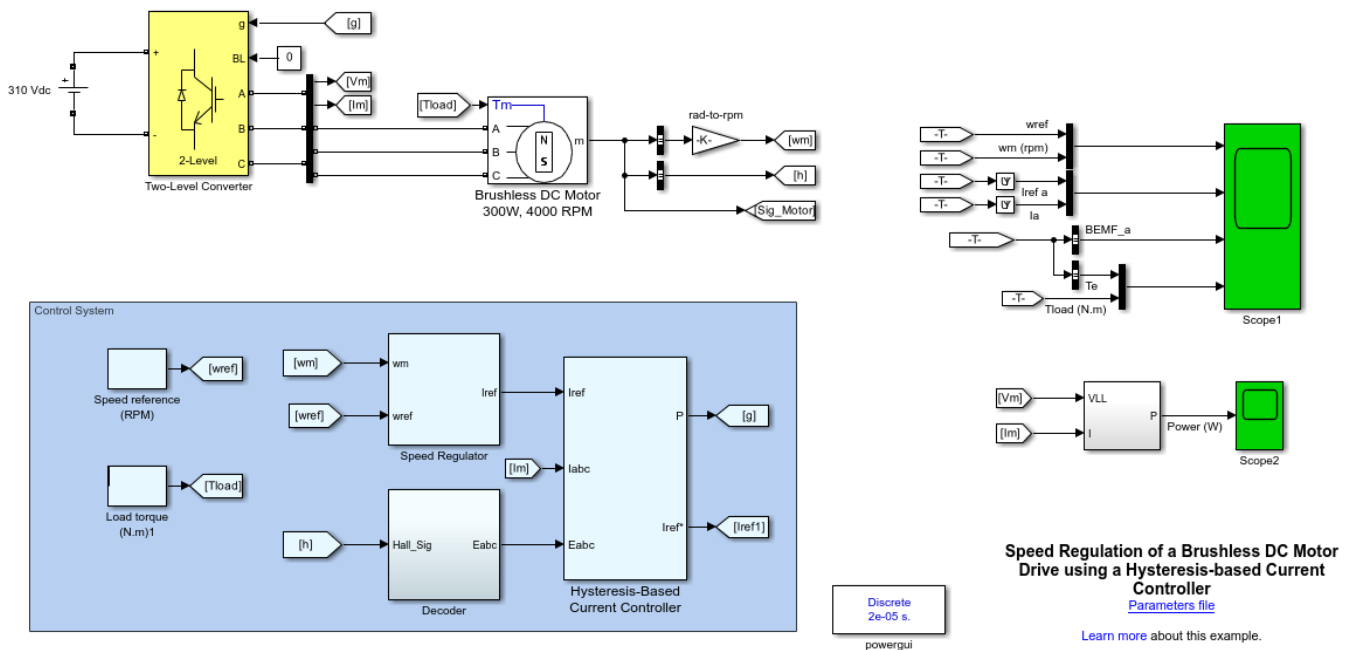 310 Vdc
+
+
-
g
BL
A
B
C
2-Level
Two-Level Converter
[g]
0
[Vm]
[Im]
[Tload]
Tm
A
B
C
N
S
m
Brushless DC Motor
300W, 4000 RPM
rad-to-rpm
-K-
[wm]
[h]
[Sig_Motor]
-T-
wref
-T-
wm (rpm)
-T-
Iref a
-T-
Ia
-T-
BEMF_a
Te
-T-
Tload (N.m)
Scope1
Control System
Speed reference
(RPM)
[wref]
Load torque
(N.m)1
[Tload]
[wm]
[wref]
wm
wref
Iref
Speed Regulator
[h]
Hall_Sig
Eabc
Decoder
[Im]
Iref
Iabc
Eabc
P
Iref*
Hysteresis-Based
Current Controller
[g]
[Iref1]
[Vm]
[Im]
VLL
I
P
Power (W)
Scope2
Discrete
2e-05 s.
powergui
Speed Regulation of a Brushless DC Motor
Drive using a Hysteresis-based Current
Controller
Parameters file
Learn more about this example.